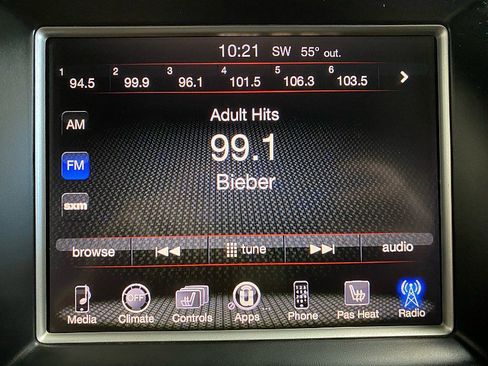 10:21 SW 55° out.
1 94.5 2 99.9 3 96.1 4 101.5 5 106.3 6 103.5
Adult Hits
AM
99.1
FM
Bieber
sxm
browse tune audio
OFF
Media Climate Controls Apps Phone Pas Heat Radio